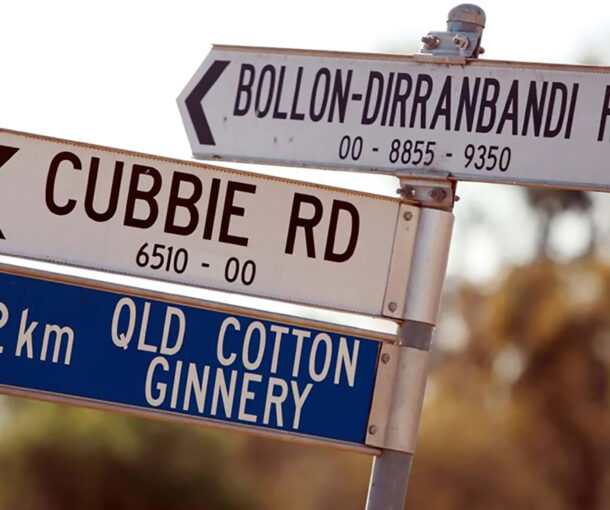 BOLLON-DIRRANBANDI
00 - 8855 - 9350
CUBBIE RD
6510 - 00
km QLD COTTON
GINNERY